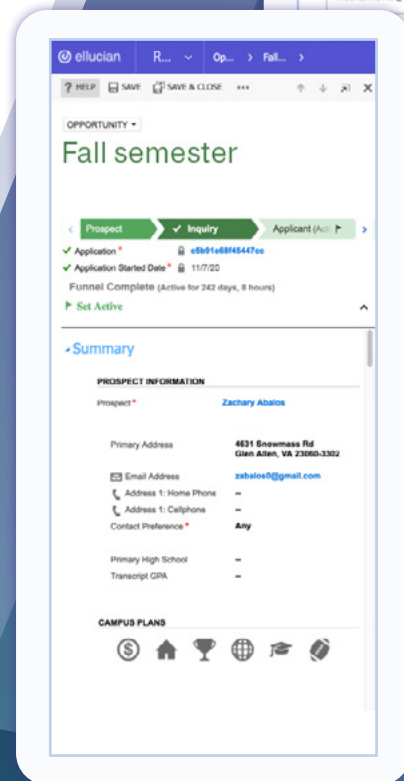 ellucian R... Op... > Fall... >
? HELP SAVE SAVE & CLOSE ...
OPPORTUNITY
Fall semester
Prospect ✓ Inquiry Applicant (Acti
✓ Application * c5b91e68f45447cc
✓ Application Started Date * 11/7/20
Funnel Complete (Active for 242 days, 8 hours)
Set Active
Summary
PROSPECT INFORMATION
Prospect * Zachary Abalos
Primary Address 4631 Snowmass Rd
Glen Allen, VA 23060-3302
Email Address zabalos0@gmail.com
Address 1: Home Phone --
Address 1: Cellphone --
Contact Preference * Any
Primary High School --
Transcript GPA --
CAMPUS PLANS